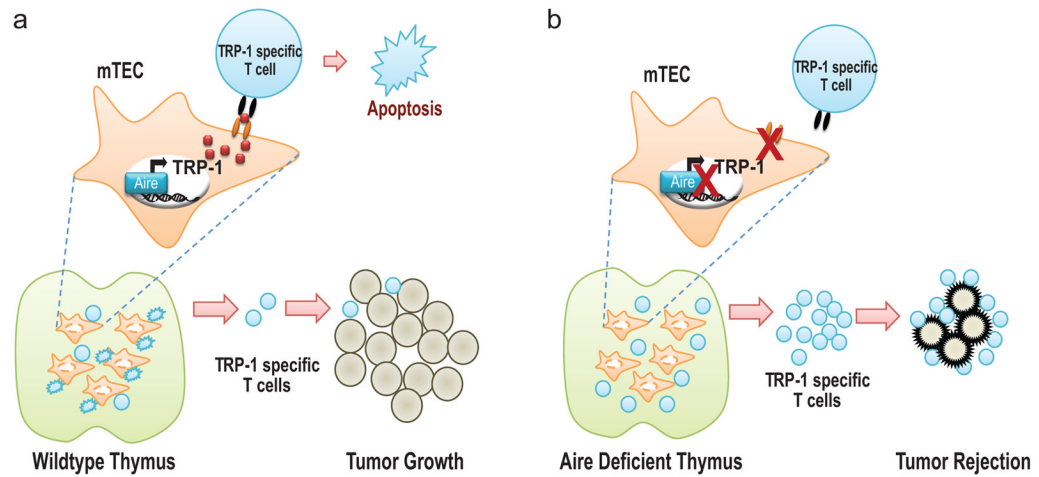 a
TRP-1 specific
T cell
mTEC
Apoptosis
TRP-1
Aire
TRP-1 specific
T cells
Wildtype Thymus
Tumor Growth
b
TRP-1 specific
T cell
mTEC
TRP-1
Aire
TRP-1 specific
T cells
Aire Deficient Thymus
Tumor Rejection